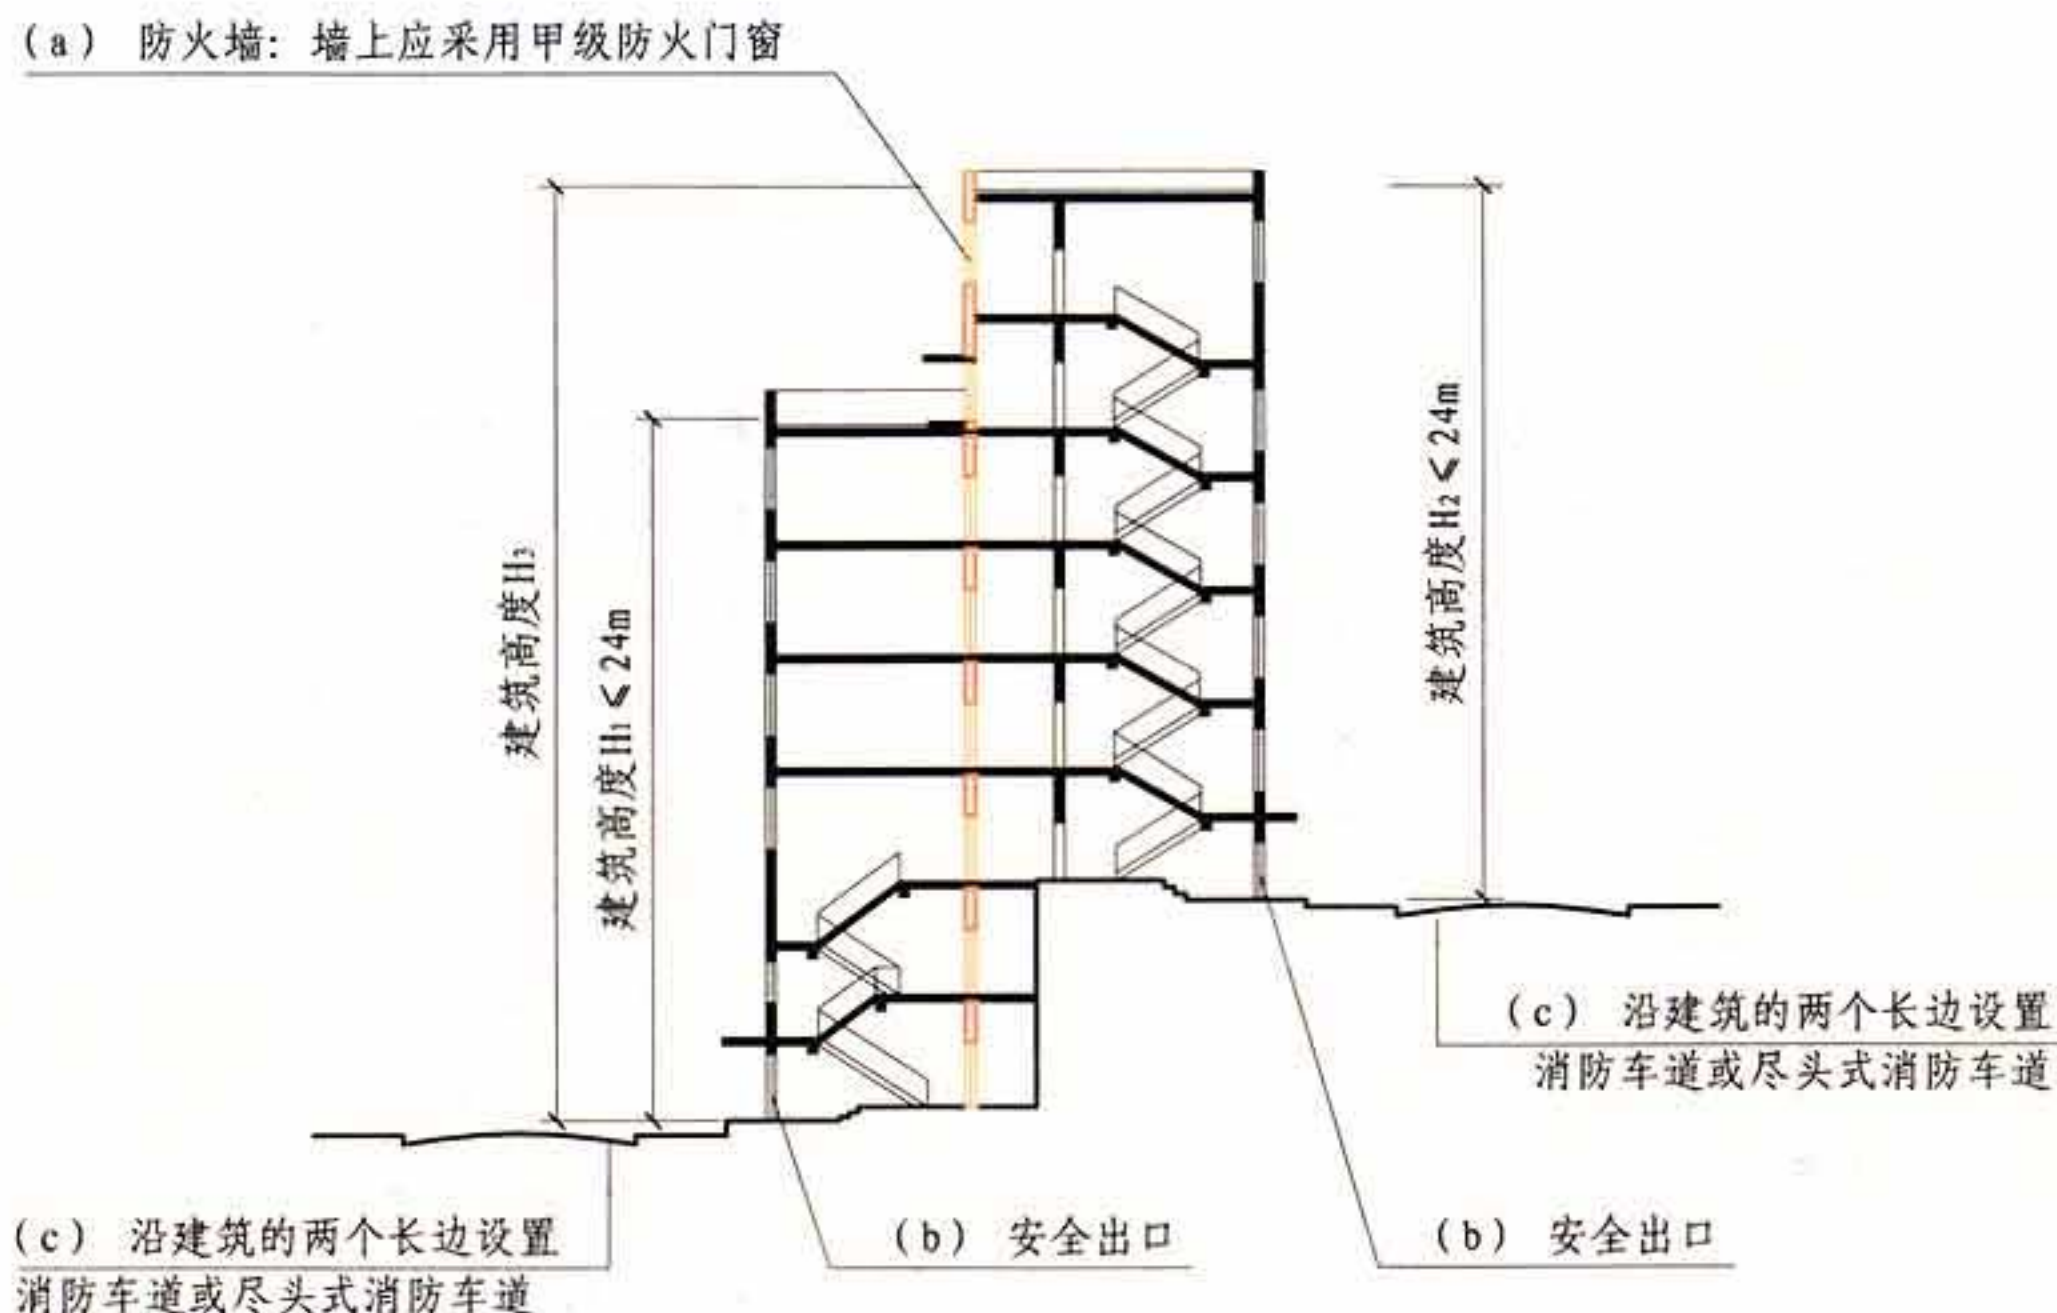 (a) 防火墙: 墙上应采用甲级防火门窗
建筑高度H₃
建筑高度H₁≤24m
建筑高度H₂≤24m
(c) 沿建筑的两个长边设置
消防车道或尽头式消防车道
(c) 沿建筑的两个长边设置
消防车道或尽头式消防车道
(b) 安全出口
(b) 安全出口